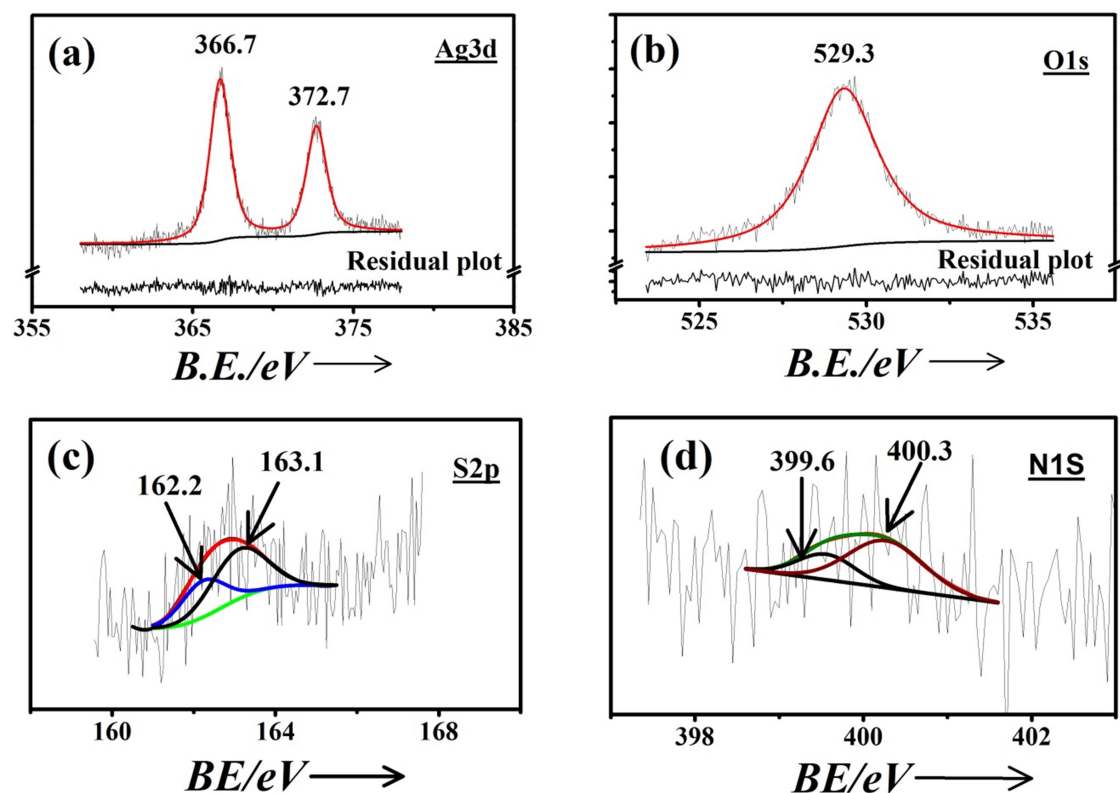 (a)
366.7
Ag3d
372.7
Residual plot
355 365 375 385
B.E./eV
(b)
529.3
O1s
Residual plot
525 530 535
B.E./eV
(c)
162.2
163.1
S2p
160 164 168
BE/eV
(d)
399.6
400.3
N1S
398 400 402
BE/eV